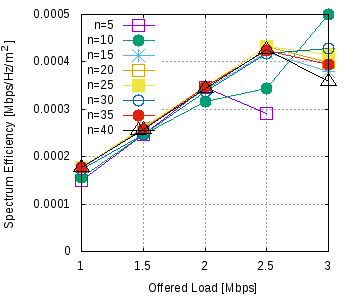 Spectrum Efficiency [Mbps/Hz/m²]
0.0005
0.0004
0.0003
0.0002
0.0001
0
n=5
n=10
n=15
n=20
n=25
n=30
n=35
n=40
1 1.5 2 2.5 3
Offered Load [Mbps]